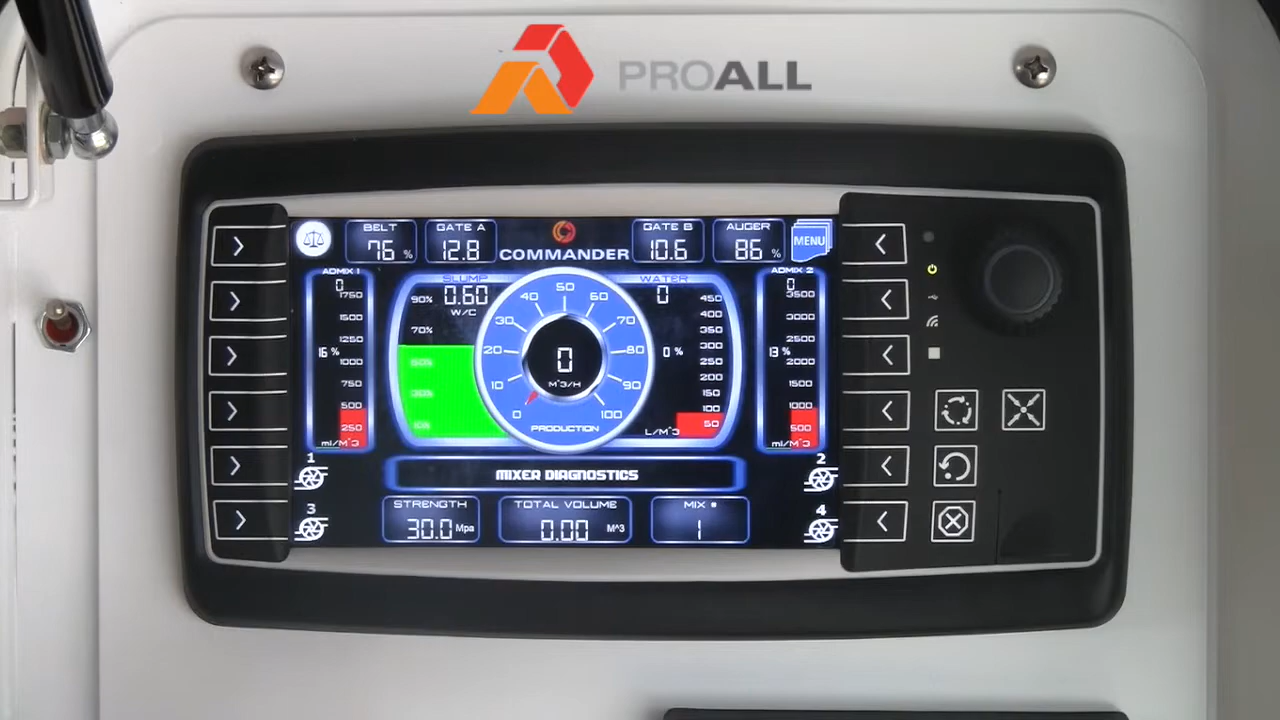 PROALL
BELT
76 %
GATE A
12.8
COMMANDER
GATE B
10.6
AUGER
86 %
MENU
ADMIX 1
0
1750
1500
1250
16 %
1000
750
500
250
ml/M^3
SLUMP
0.60
W/C
90%
70%
50%
30%
10%
0
10
20
30
40
50
60
70
80
90
100
0
M^3/H
PRODUCTION
WATER
0
450
400
350
300
0 %
250
200
150
100
50
L/M^3
ADMIX 2
0
3500
3000
2500
13 %
2000
1500
1000
500
ml/M^3
1
2
3
4
MIXER DIAGNOSTICS
STRENGTH
30.0 Mpa
TOTAL VOLUME
0.00 M^3
MIX #
1